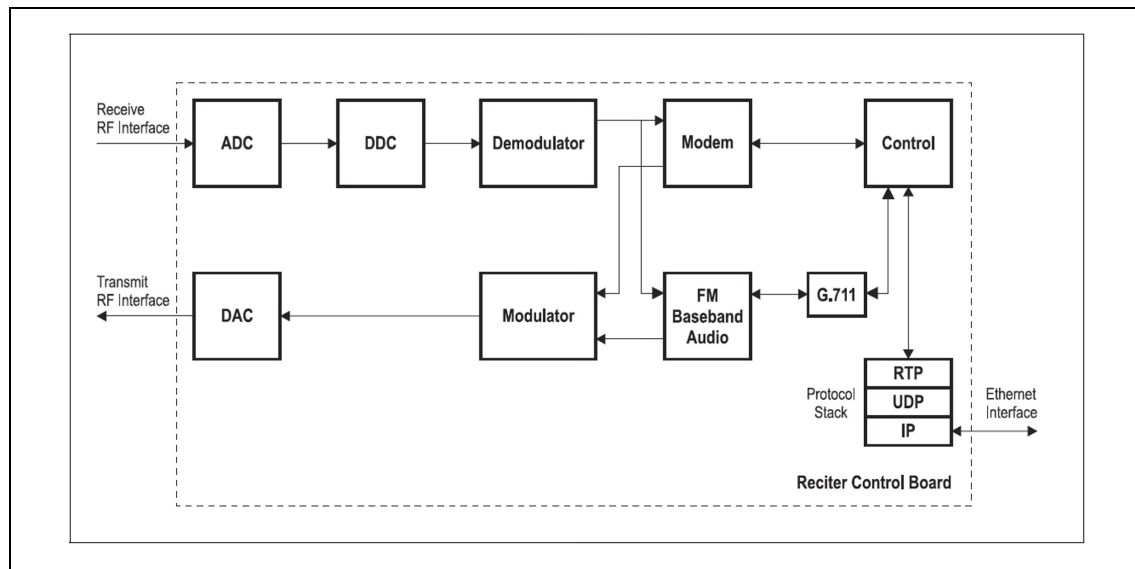 Receive
RF Interface
ADC
DDC
Demodulator
Modem
Control
Transmit
RF Interface
DAC
Modulator
FM
Baseband
Audio
G.711
Protocol
Stack
RTP
UDP
IP
Ethernet
Interface
Reciter Control Board